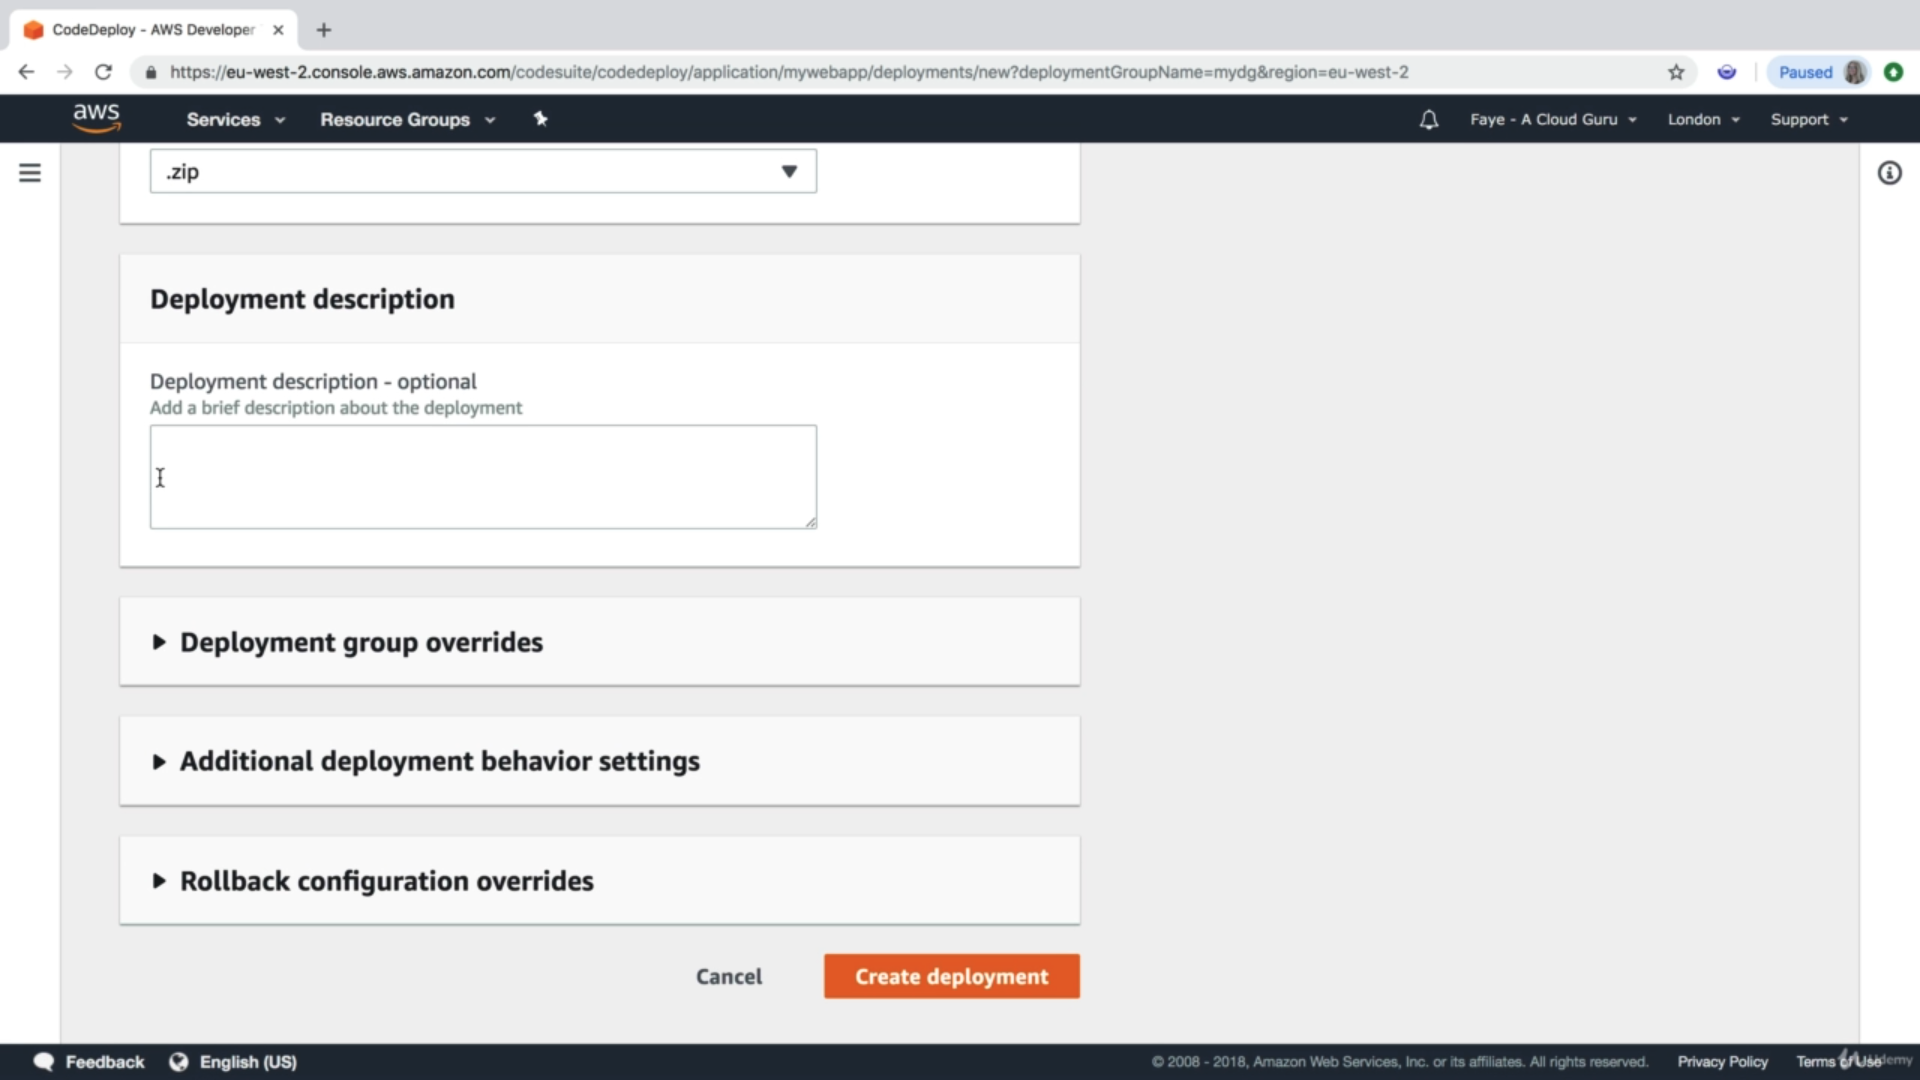 CodeDeploy - AWS Developer
https://eu-west-2.console.aws.amazon.com/codesuite/codedeploy/application/mywebapp/deployments/new?deploymentGroupName=mydg&region=eu-west-2
Paused
aws
Services
Resource Groups
Faye - A Cloud Guru
London
Support
.zip
Deployment description
Deployment description - optional
Add a brief description about the deployment
Deployment group overrides
Additional deployment behavior settings
Rollback configuration overrides
Cancel
Create deployment
Feedback
English (US)
© 2008 - 2018, Amazon Web Services, Inc. or its affiliates. All rights reserved.
Privacy Policy
Terms of Use